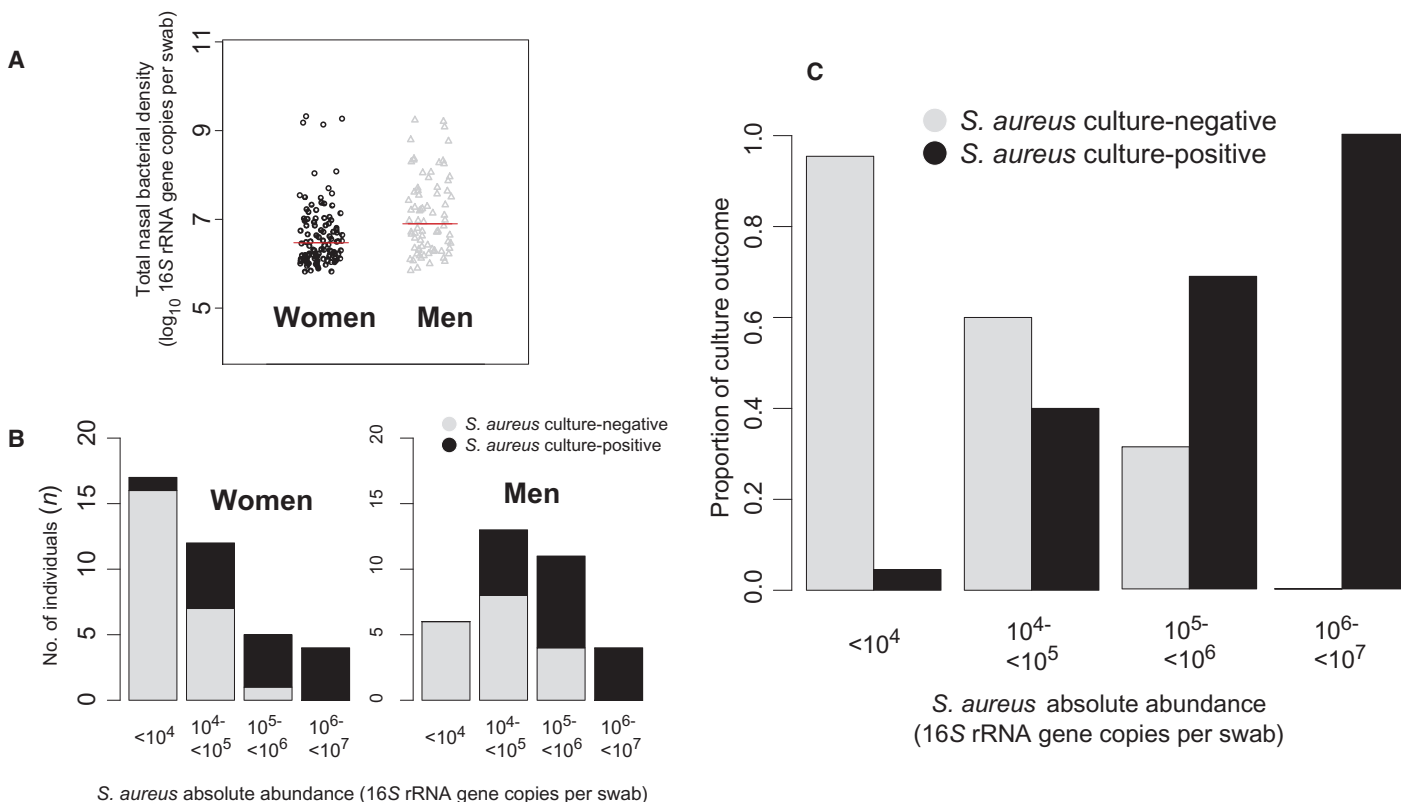 A
Total nasal bacterial density
(log10 16S rRNA gene copies per swab)
11
9
7
5
Women
Men
B
S. aureus culture-negative
S. aureus culture-positive
No. of individuals (n)
20
15
10
5
0
Women
<10^4
10^4-
<10^5
10^5-
<10^6
10^6-
<10^7
20
15
10
5
0
Men
<10^4
10^4-
<10^5
10^5-
<10^6
10^6-
<10^7
S. aureus absolute abundance (16S rRNA gene copies per swab)
C
S. aureus culture-negative
S. aureus culture-positive
Proportion of culture outcome
1.0
0.8
0.6
0.4
0.2
0.0
<10^4
10^4-
<10^5
10^5-
<10^6
10^6-
<10^7
S. aureus absolute abundance
(16S rRNA gene copies per swab)